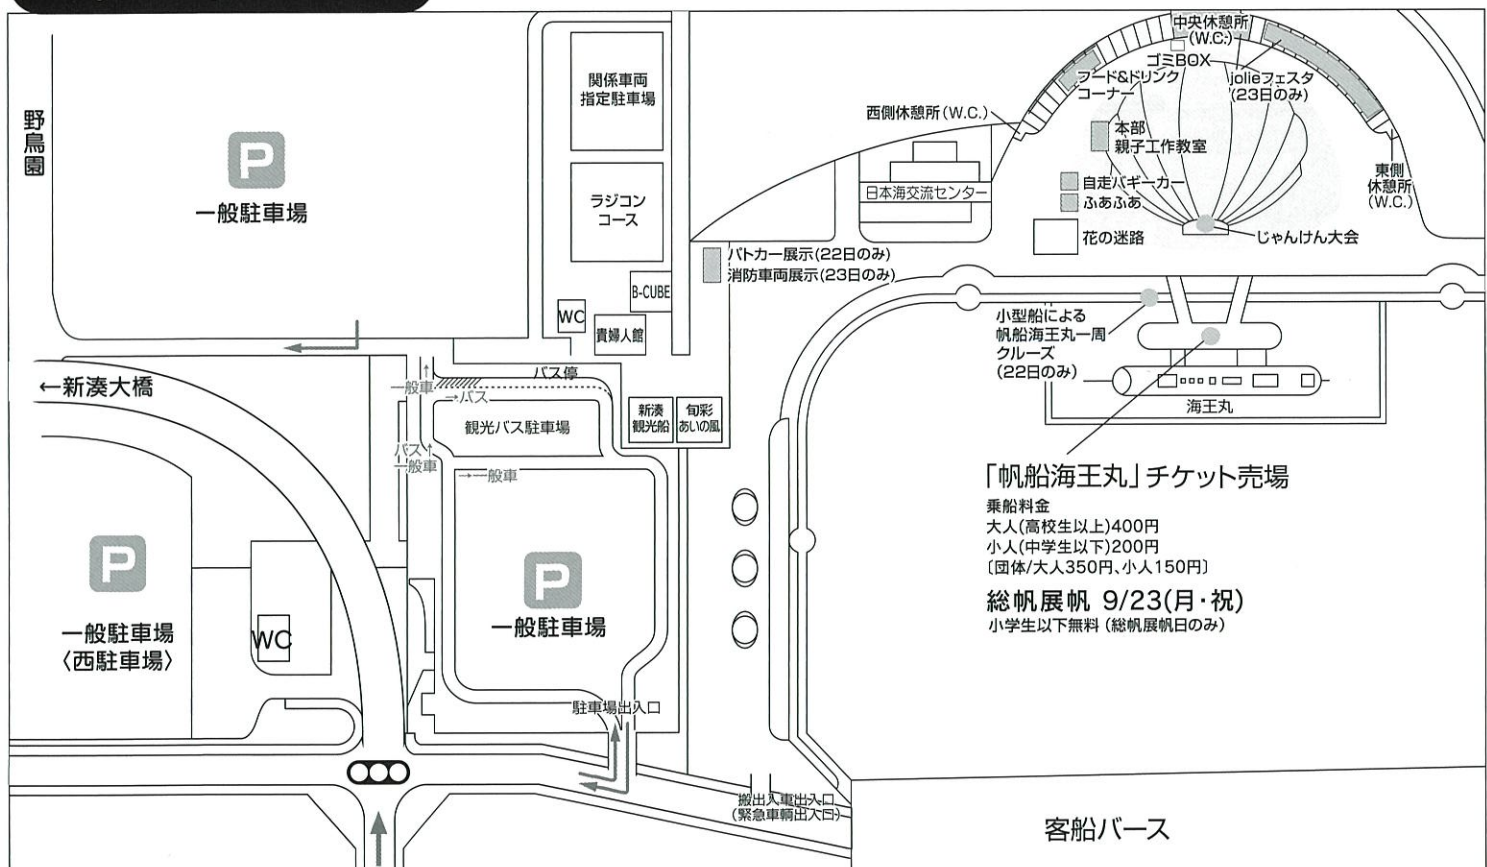 野鳥園
P
一般駐車場
関係車両
指定駐車場
ラジコン
コース
B-CUBE
WC
貴婦人館
バス停
中央休憩所
(W.C.)
ゴミBOX
フード&ドリンク
コーナー
jolieフェスタ
(23日のみ)
西側休憩所(W.C.)
本部
親子工作教室
日本海交流センター
自走バギーカー
ふあふあ
東側
休憩所
(W.C.)
花の迷路
じゃんけん大会
パトカー展示(22日のみ)
消防車両展示(23日のみ)
小型船による
帆船海王丸一周
クルーズ
(22日のみ)
海王丸
←新湊大橋
一般車↑
→バス
観光バス駐車場
新湊
観光船
旬彩
あいの風
バス↑
一般車
→一般車
「帆船海王丸」チケット売場
乗船料金
大人(高校生以上)400円
小人(中学生以下)200円
〔団体/大人350円、小人150円〕
総帆展帆 9/23(月・祝)
小学生以下無料 (総帆展帆日のみ)
P
一般駐車場
〈西駐車場〉
WC
P
一般駐車場
駐車場出入口
搬出入車出入口
(緊急車輌出入口)
客船バース